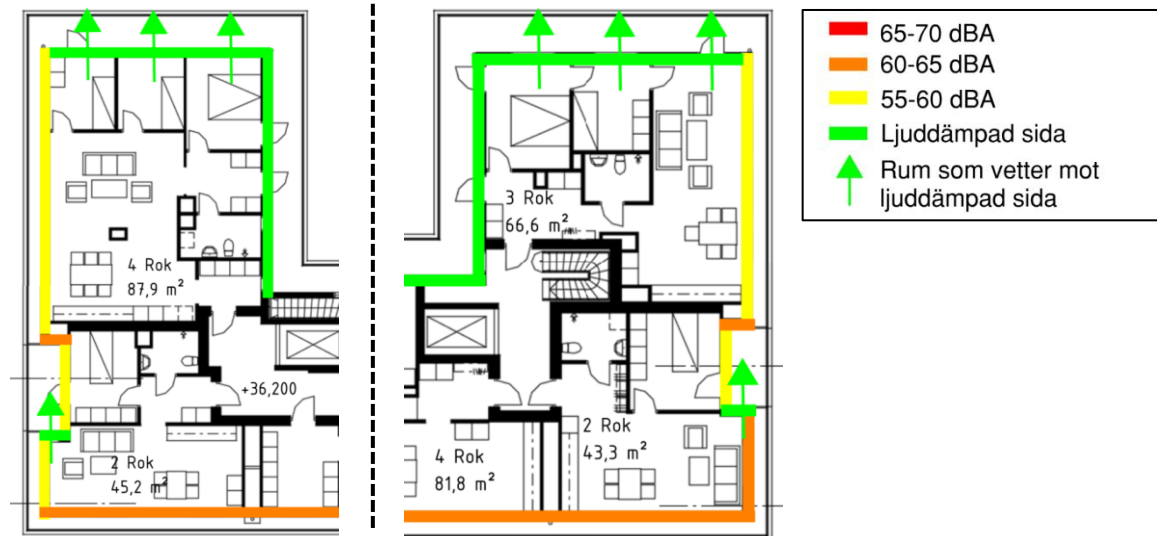 4 Rok
87,9 m²
+36,200
2 Rok
45,2 m²
3 Rok
66,6 m²
2 Rok
43,3 m²
4 Rok
81,8 m²
65-70 dBA
60-65 dBA
55-60 dBA
Ljuddämpad sida
Rum som vetter mot
ljuddämpad sida